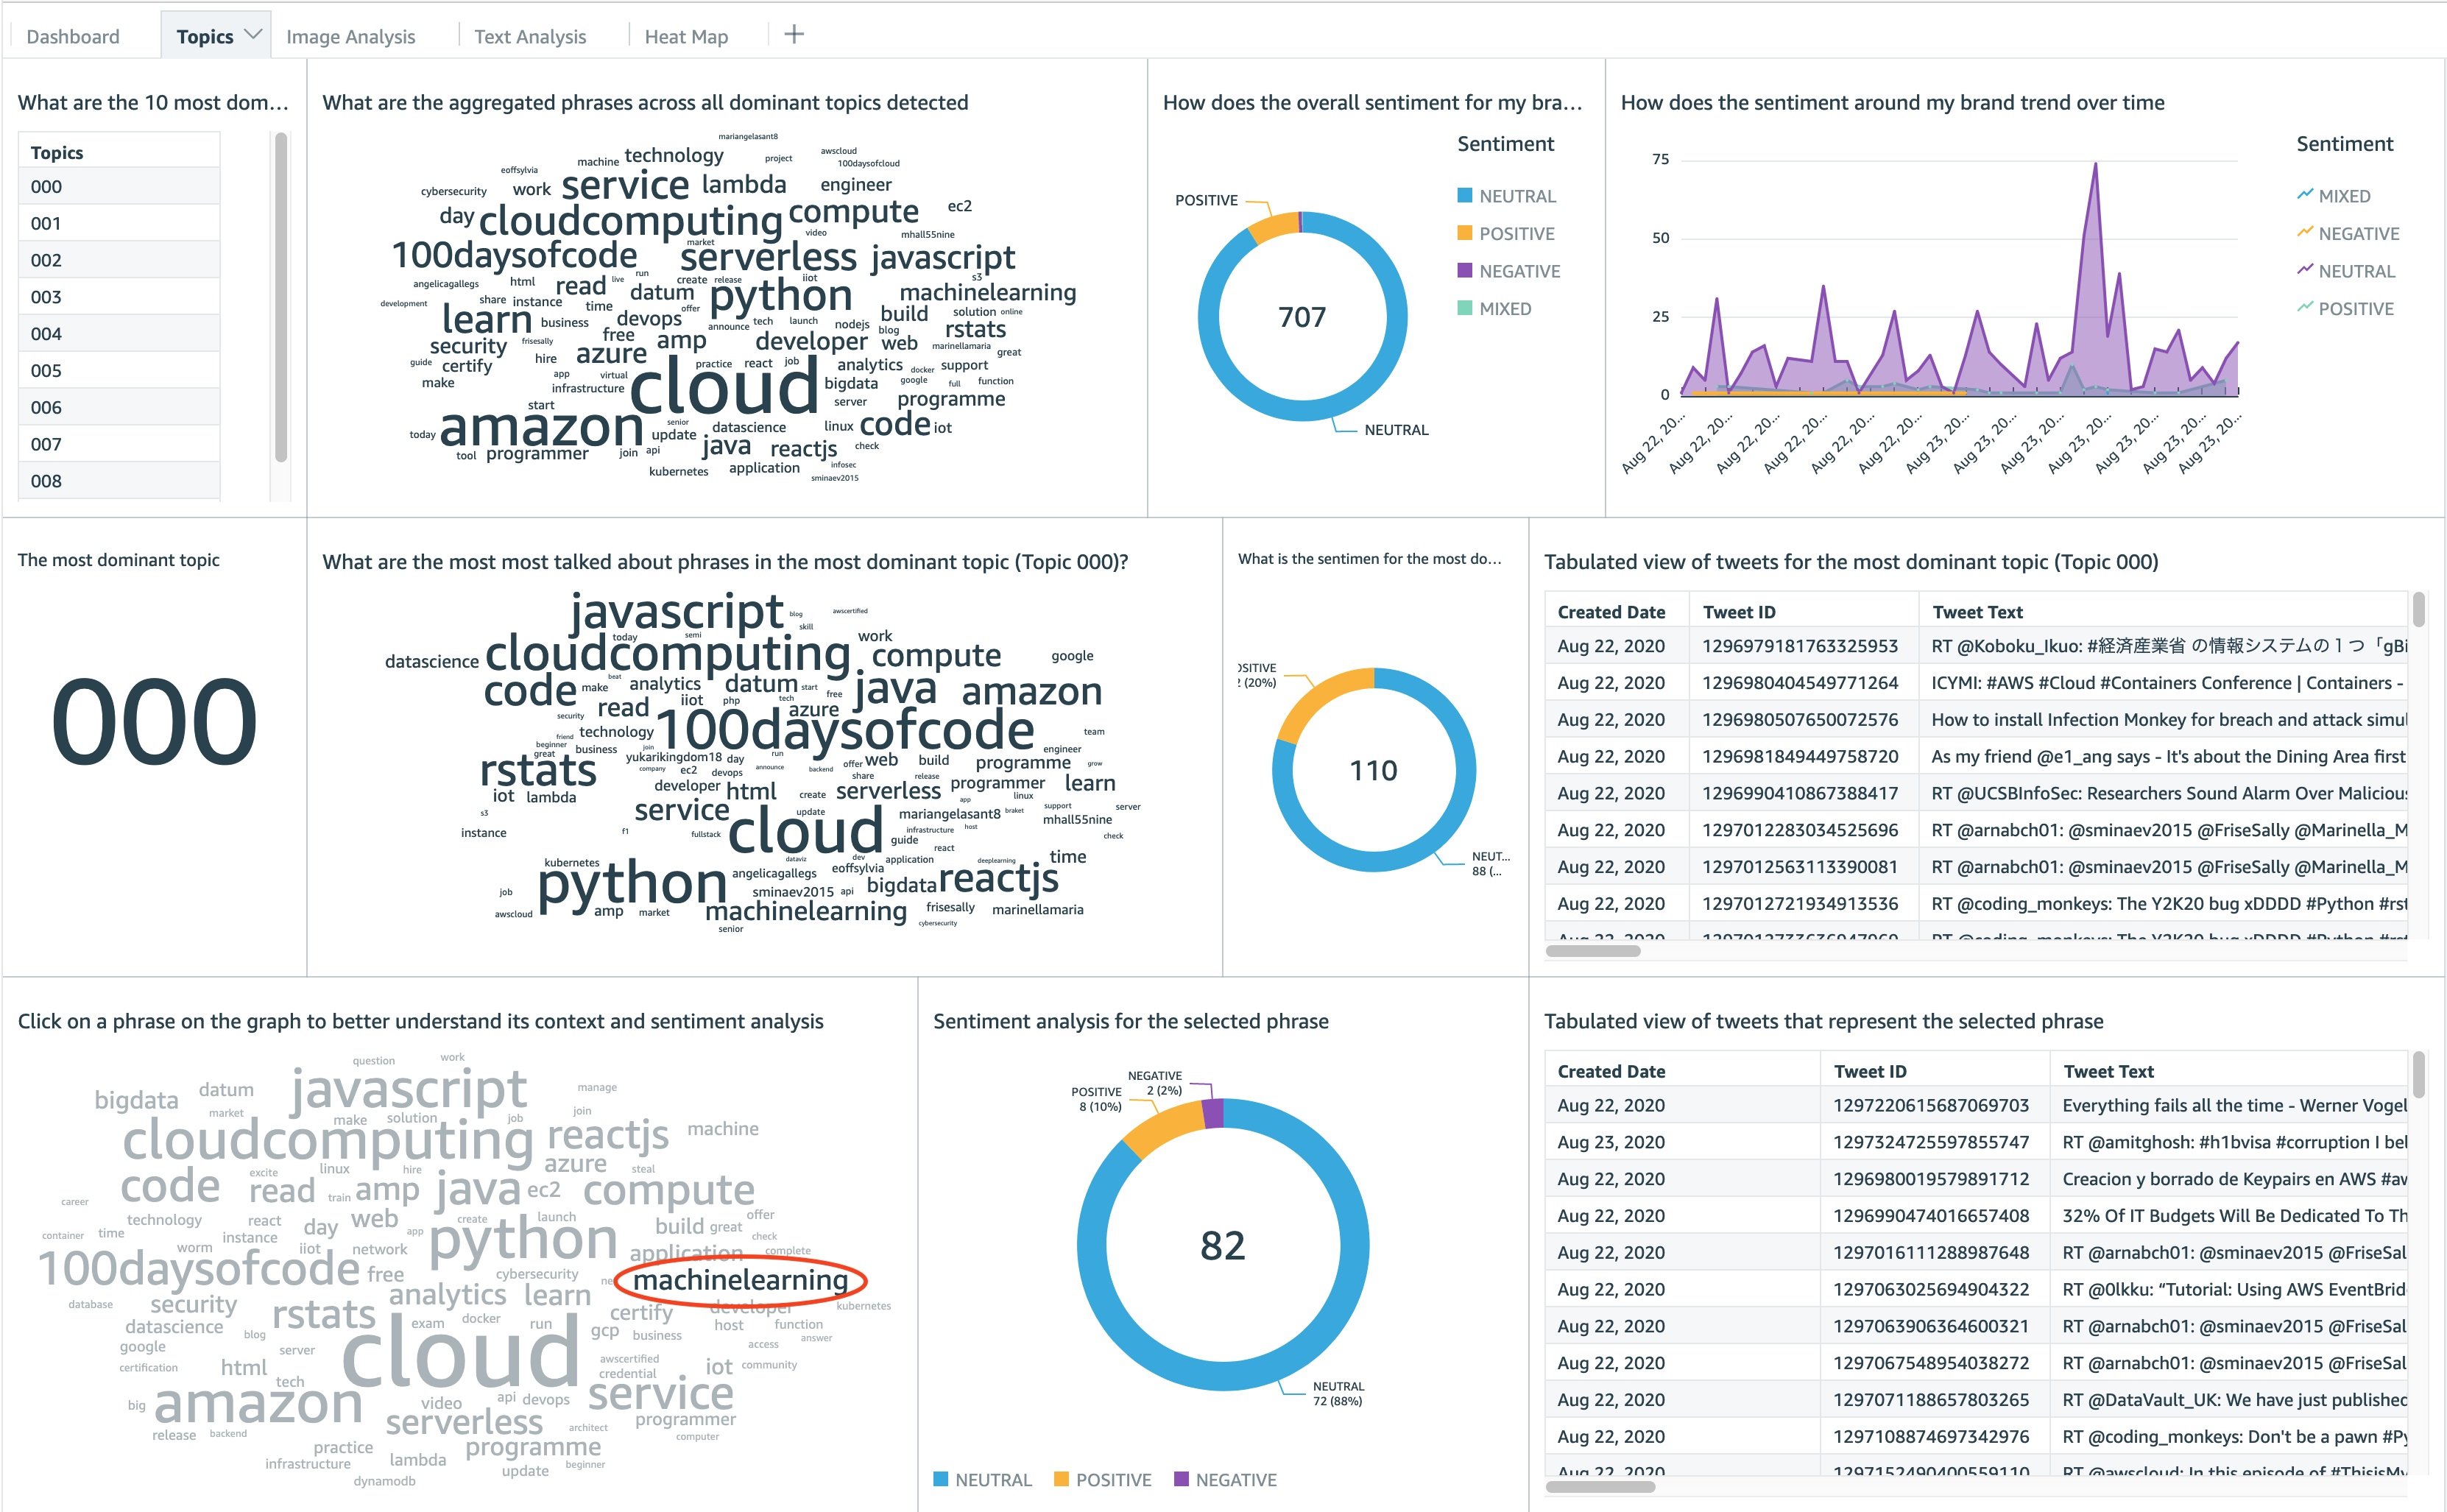 Dashboard
Topics
Image Analysis
Text Analysis
Heat Map
What are the 10 most dom...
Topics
000
001
002
003
004
005
006
007
008
What are the aggregated phrases across all dominant topics detected
mariangelasant8
machine technology project awscloud
100daysofcloud
eoffsylvia
cybersecurity work service lambda engineer
day cloudcomputing compute ec2
video mhall55nine
100daysofcode market serverless javascript
angelicagallegs html read live run create release iiot s3
development share instance time datum offer python machinelearning
learn business devops announce tech launch nodejs build solution online
blog rstats
security frisesally free amp developer web marinellamaria
guide certify hire azure practice react job analytics support great
make app virtual cloud bigdata docker google full function
infrastructure
start server programme
today amazon senior update datascience linux code iot
tool programmer join api java reactjs check
kubernetes application infosec
sminaev2015
How does the overall sentiment for my bra...
Sentiment
NEUTRAL
POSITIVE
NEGATIVE
MIXED
POSITIVE
707
NEUTRAL
How does the sentiment around my brand trend over time
Sentiment
MIXED
NEGATIVE
NEUTRAL
POSITIVE
75
50
25
0
Aug 22, 20... Aug 22, 20... Aug 22, 20... Aug 22, 20... Aug 22, 20... Aug 22, 20... Aug 23, 20... Aug 23, 20... Aug 23, 20... Aug 23, 20... Aug 23, 20... Aug 23, 20... Aug 23, 20...
The most dominant topic
000
What are the most most talked about phrases in the most dominant topic (Topic 000)?
javascript blog awscertified
skill
today semi work
datascience cloudcomputing compute google
code make beat analytics datum start free java amazon
read iiot php tech azure
security technology 100daysofcode team
friend
beginner business join run engineer
great yukarikingdom18 day offer web build programme grow
rstats company ec2 devops announce backend share release
developer html create serverless programmer learn
iot lambda app linux
s3 service update mariangelasant8 braket support server
instance f1 fullstack cloud infrastructure host mhall55nine check
guide react
kubernetes dataviz dev application deeplearning time
python angelicagallegs eoffsylvia
job sminaev2015 api bigdata reactjs
awscloud amp market machinelearning frisesally marinellamaria
senior cybersecurity
What is the sentimen for the most do...
OSITIVE
2 (20%)
110
NEUT...
88 (...
Tabulated view of tweets for the most dominant topic (Topic 000)
Created Date Tweet ID Tweet Text
Aug 22, 2020 1296979181763325953 RT @Koboku_Ikuo: #経済産業省 の情報システムの１つ「gBi
Aug 22, 2020 1296980404549771264 ICYMI: #AWS #Cloud #Containers Conference | Containers -
Aug 22, 2020 1296980507650072576 How to install Infection Monkey for breach and attack simul
Aug 22, 2020 1296981849449758720 As my friend @e1_ang says - It's about the Dining Area first
Aug 22, 2020 1296990410867388417 RT @UCSBInfoSec: Researchers Sound Alarm Over Malicious
Aug 22, 2020 1297012283034525696 RT @arnabch01: @sminaev2015 @FriseSally @Marinella_M
Aug 22, 2020 1297012563113390081 RT @arnabch01: @sminaev2015 @FriseSally @Marinella_M
Aug 22, 2020 1297012721934913536 RT @coding_monkeys: The Y2K20 bug xDDDD #Python #rst
Aug 22, 2020 RT @coding_monkeys: The Y2K20 bug xDDDD #Python #rst
Click on a phrase on the graph to better understand its context and sentiment analysis
question work
bigdata datum javascript manage
market make solution job join
cloudcomputing reactjs machine
excite linux hire azure steal
code read train amp java ec2 compute
career
technology react day web create launch build great offer
container time instance app python check
worm iiot network application complete
100daysofcode free cybersecurity machinelearning
database security analytics learn kubernetes
rstats certify developer
datascience blog exam docker run gcp business host function
google server cloud access answer
certification html awscertified iot community
tech credential
big amazon video api devops service
serverless programmer
release backend architect computer
practice programme
infrastructure lambda update beginner
dynamodb
Sentiment analysis for the selected phrase
NEGATIVE
2 (2%)
POSITIVE
8 (10%)
82
NEUTRAL
72 (88%)
NEUTRAL POSITIVE NEGATIVE
Tabulated view of tweets that represent the selected phrase
Created Date Tweet ID Tweet Text
Aug 22, 2020 1297220615687069703 Everything fails all the time - Werner Vogel
Aug 23, 2020 1297324725597855747 RT @amitghosh: #h1bvisa #corruption I bel
Aug 22, 2020 1296980019579891712 Creacion y borrado de Keypairs en AWS #aw
Aug 22, 2020 1296990474016657408 32% Of IT Budgets Will Be Dedicated To Th
Aug 22, 2020 1297016111288987648 RT @arnabch01: @sminaev2015 @FriseSal
Aug 22, 2020 1297063025694904322 RT @0lkku: “Tutorial: Using AWS EventBrid
Aug 22, 2020 1297063906364600321 RT @arnabch01: @sminaev2015 @FriseSal
Aug 22, 2020 1297067548954038272 RT @arnabch01: @sminaev2015 @FriseSal
Aug 22, 2020 1297071188657803265 RT @DataVault_UK: We have just published
Aug 22, 2020 1297108874697342976 RT @coding_monkeys: Don't be a pawn #Py
Aug 22, 2020 1297152490400559110 RT @awscloud: In this episode of #ThisisMy